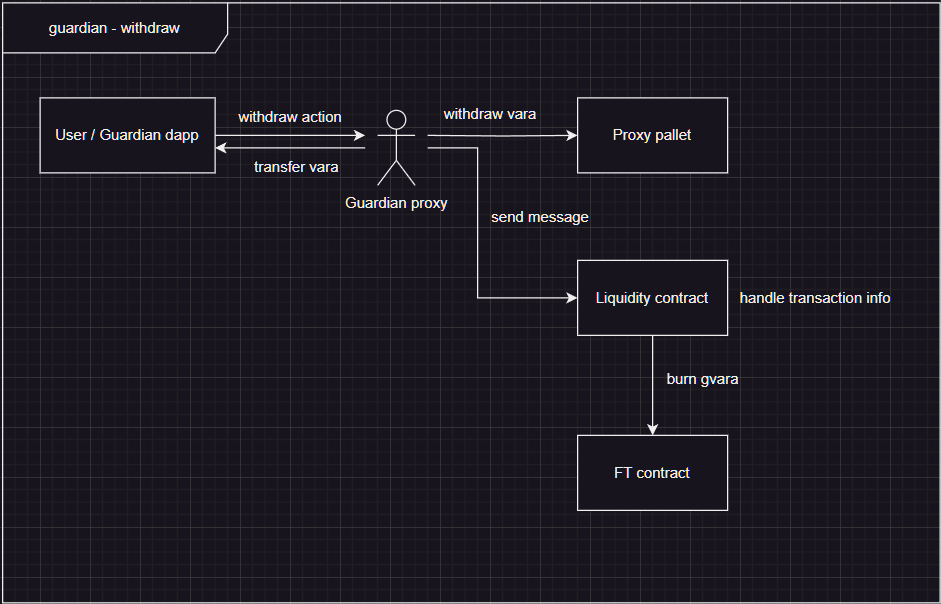 guardian - withdraw
User / Guardian dapp
withdraw action
transfer vara
Guardian proxy
withdraw vara
Proxy pallet
send message
Liquidity contract
handle transaction info
burn gvara
FT contract